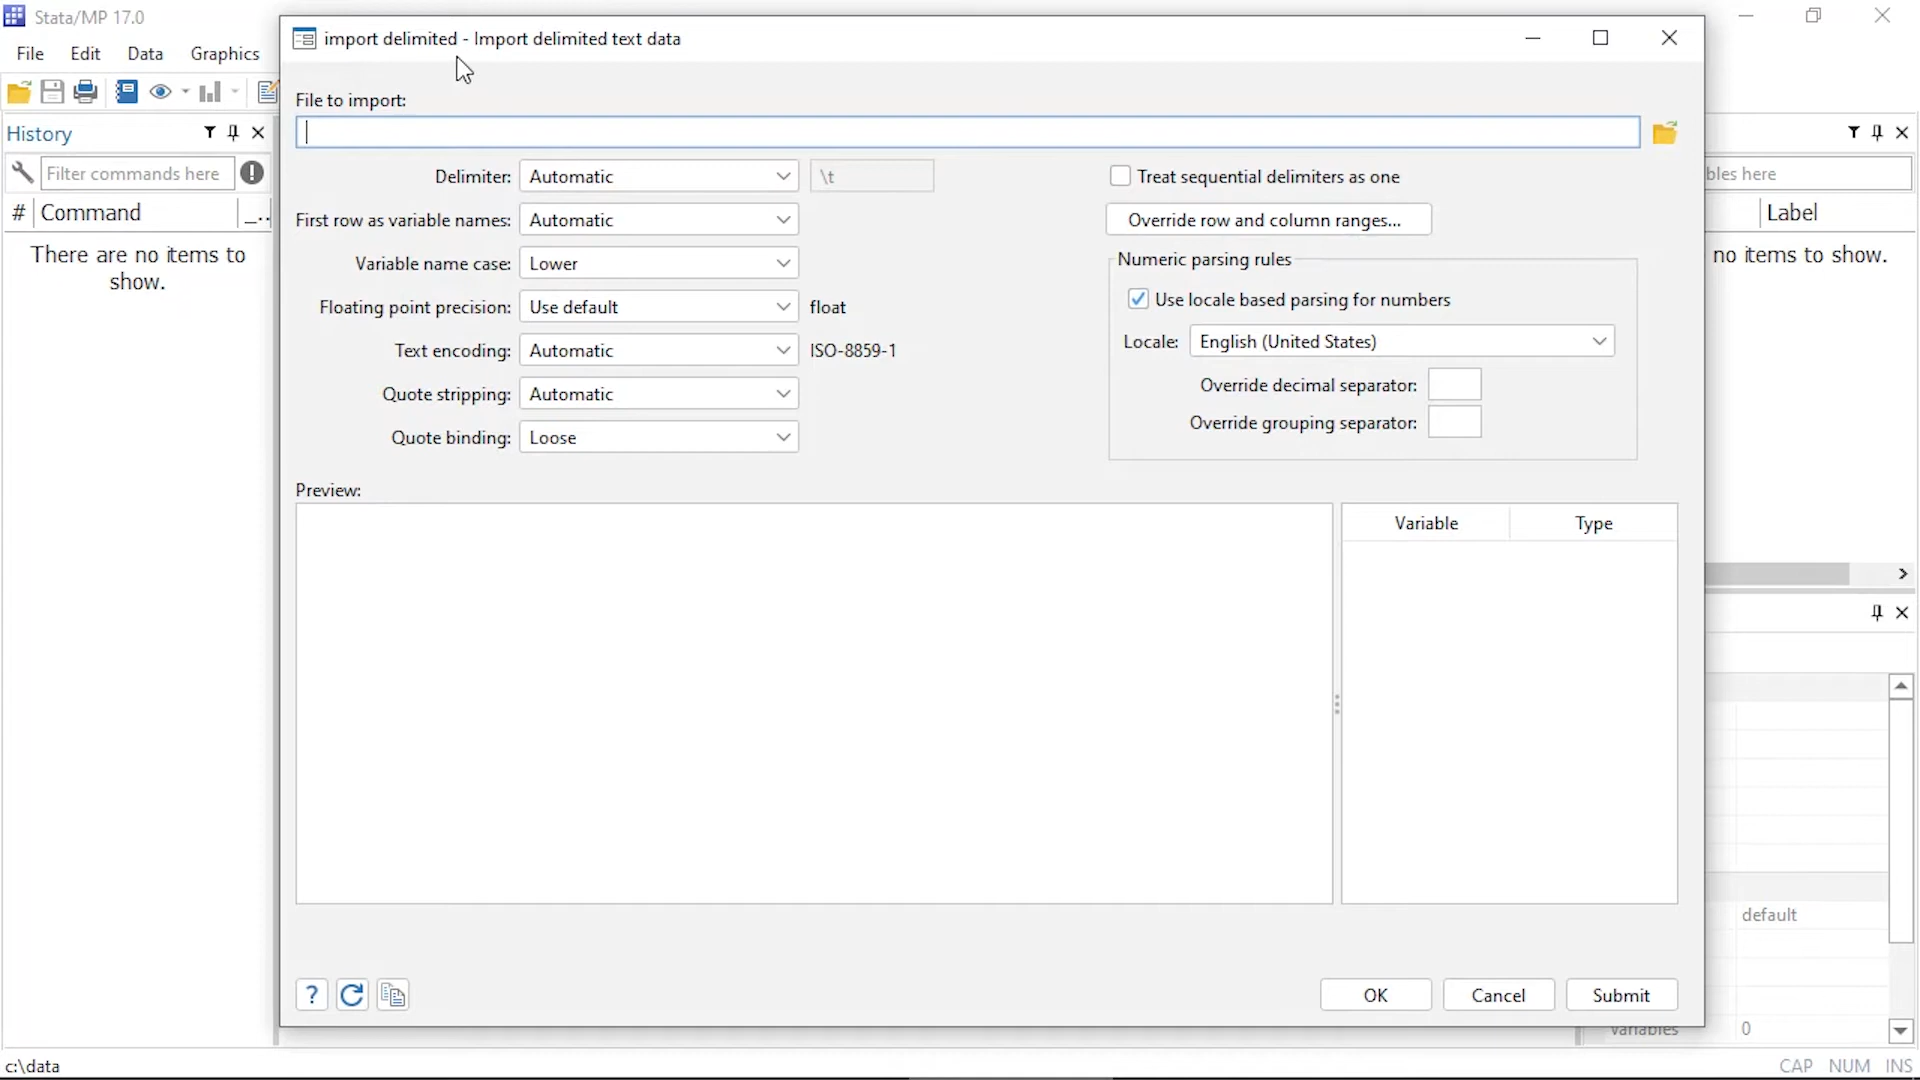 Stata/MP 17.0
File Edit Data Graphics
import delimited - Import delimited text data
File to import:
History
Filter commands here
# Command
There are no items to
show.
Delimiter: Automatic \t
First row as variable names: Automatic
Variable name case: Lower
Floating point precision: Use default float
Text encoding: Automatic ISO-8859-1
Quote stripping: Automatic
Quote binding: Loose
Treat sequential delimiters as one
Override row and column ranges...
Numeric parsing rules
Use locale based parsing for numbers
Locale: English (United States)
Override decimal separator:
Override grouping separator:
Preview:
Variable Type
? OK Cancel Submit
bles here
Label
no items to show.
default
Variables 0
c:\data
CAP NUM INS